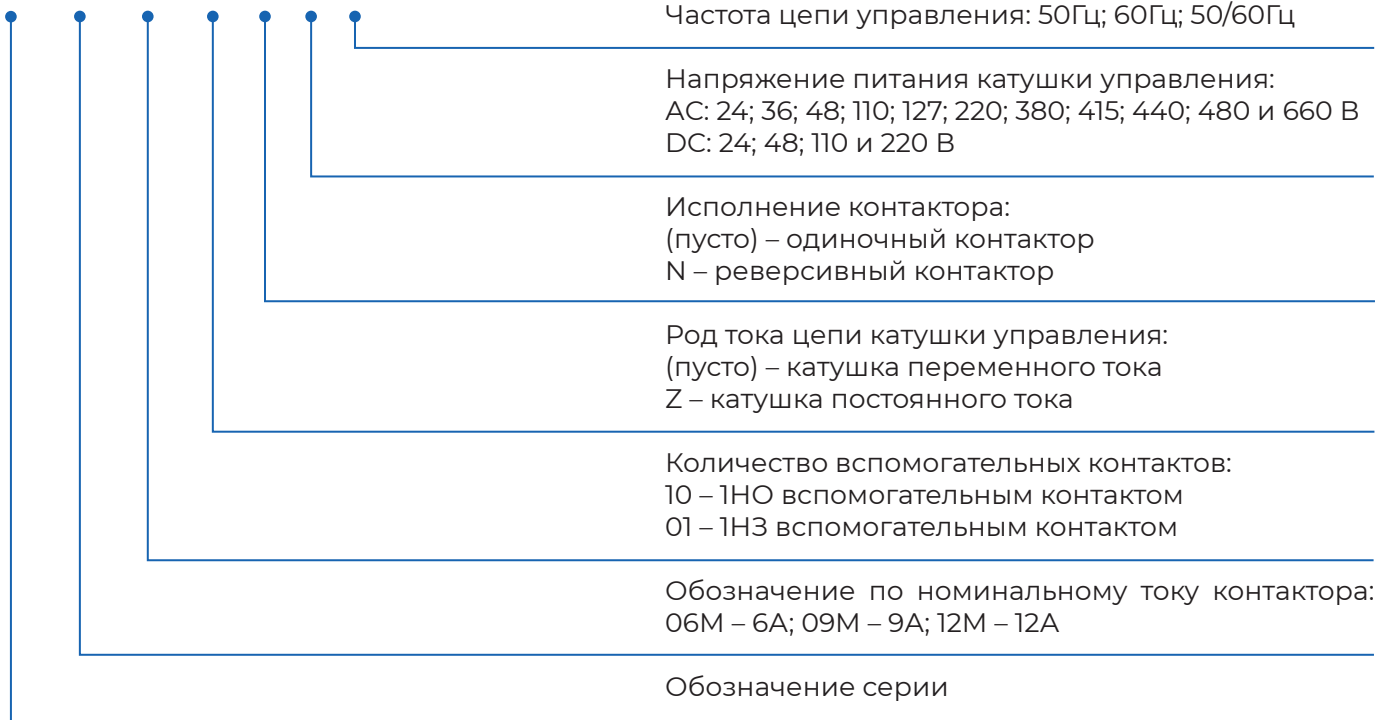 Частота цепи управления: 50Гц; 60Гц; 50/60Гц
Напряжение питания катушки управления:
AC: 24; 36; 48; 110; 127; 220; 380; 415; 440; 480 и 660 В
DC: 24; 48; 110 и 220 В
Исполнение контактора:
(пусто) – одиночный контактор
N – реверсивный контактор
Род тока цепи катушки управления:
(пусто) – катушка переменного тока
Z – катушка постоянного тока
Количество вспомогательных контактов:
10 – 1НО вспомогательным контактом
01 – 1НЗ вспомогательным контактом
Обозначение по номинальному току контактора:
06М – 6А; 09М – 9А; 12М – 12А
Обозначение серии